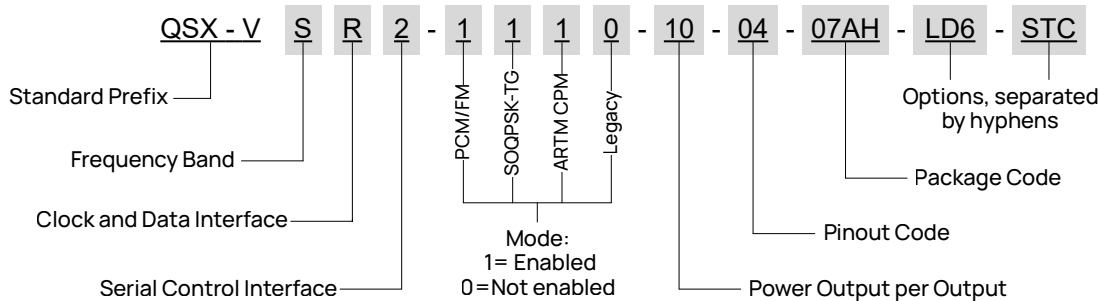 QSX - V S R 2 - 1 1 1 0 - 10 - 04 - 07AH - LD6 - STC
Standard Prefix
Frequency Band
Clock and Data Interface
Serial Control Interface
PCM/FM
SOQPSK-TG
ARTM CPM
Legacy
Mode:
1= Enabled
0=Not enabled
Options, separated
by hyphens
Package Code
Pinout Code
Power Output per Output